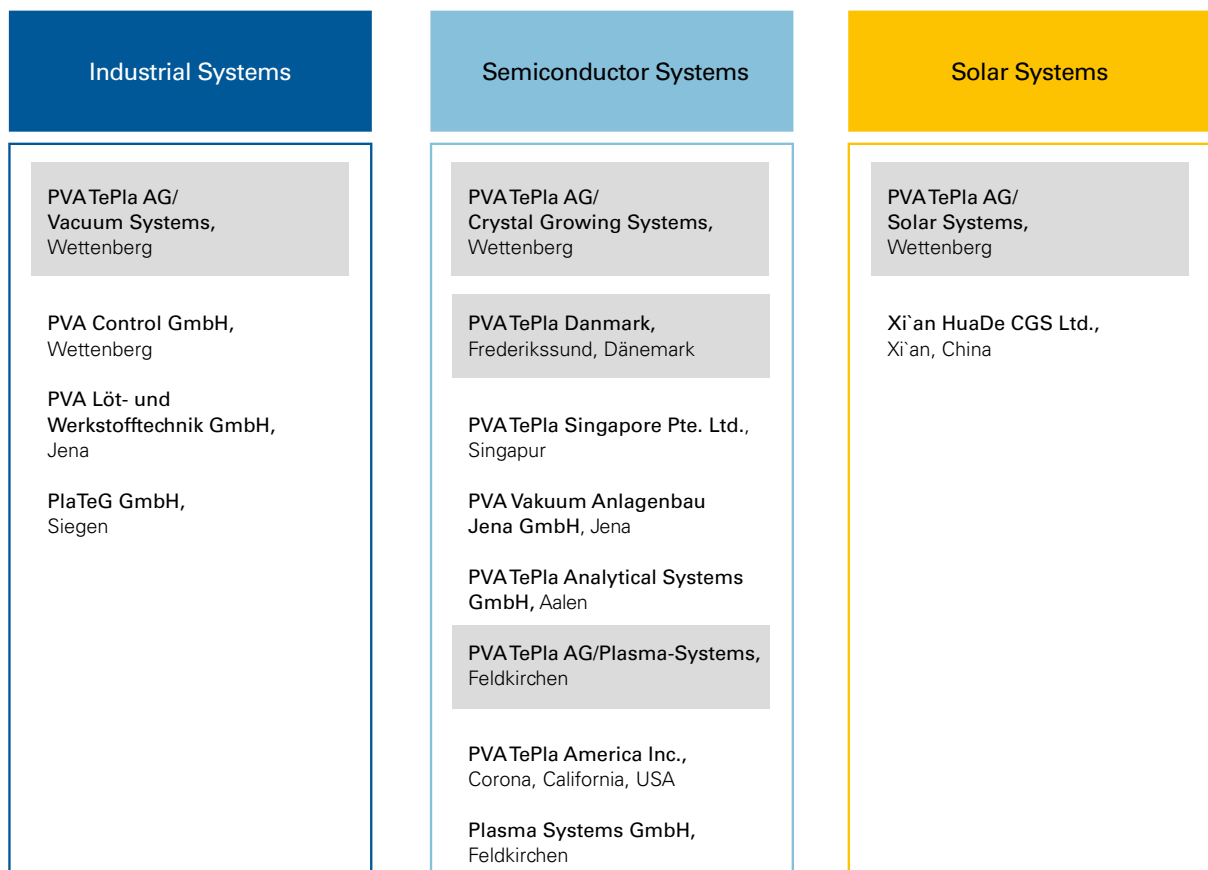 Industrial Systems
PVA TePla AG/
Vacuum Systems,
Wettenberg
PVA Control GmbH,
Wettenberg
PVA Löt- und
Werkstofftechnik GmbH,
Jena
PlaTeG GmbH,
Siegen
Semiconductor Systems
PVA TePla AG/
Crystal Growing Systems,
Wettenberg
PVA TePla Danmark,
Frederikssund, Dänemark
PVA TePla Singapore Pte. Ltd.,
Singapur
PVA Vakuum Anlagenbau
Jena GmbH, Jena
PVA TePla Analytical Systems
GmbH, Aalen
PVA TePla AG/Plasma-Systems,
Feldkirchen
PVA TePla America Inc.,
Corona, California, USA
Plasma Systems GmbH,
Feldkirchen
Solar Systems
PVA TePla AG/
Solar Systems,
Wettenberg
Xi`an HuaDe CGS Ltd.,
Xi`an, China